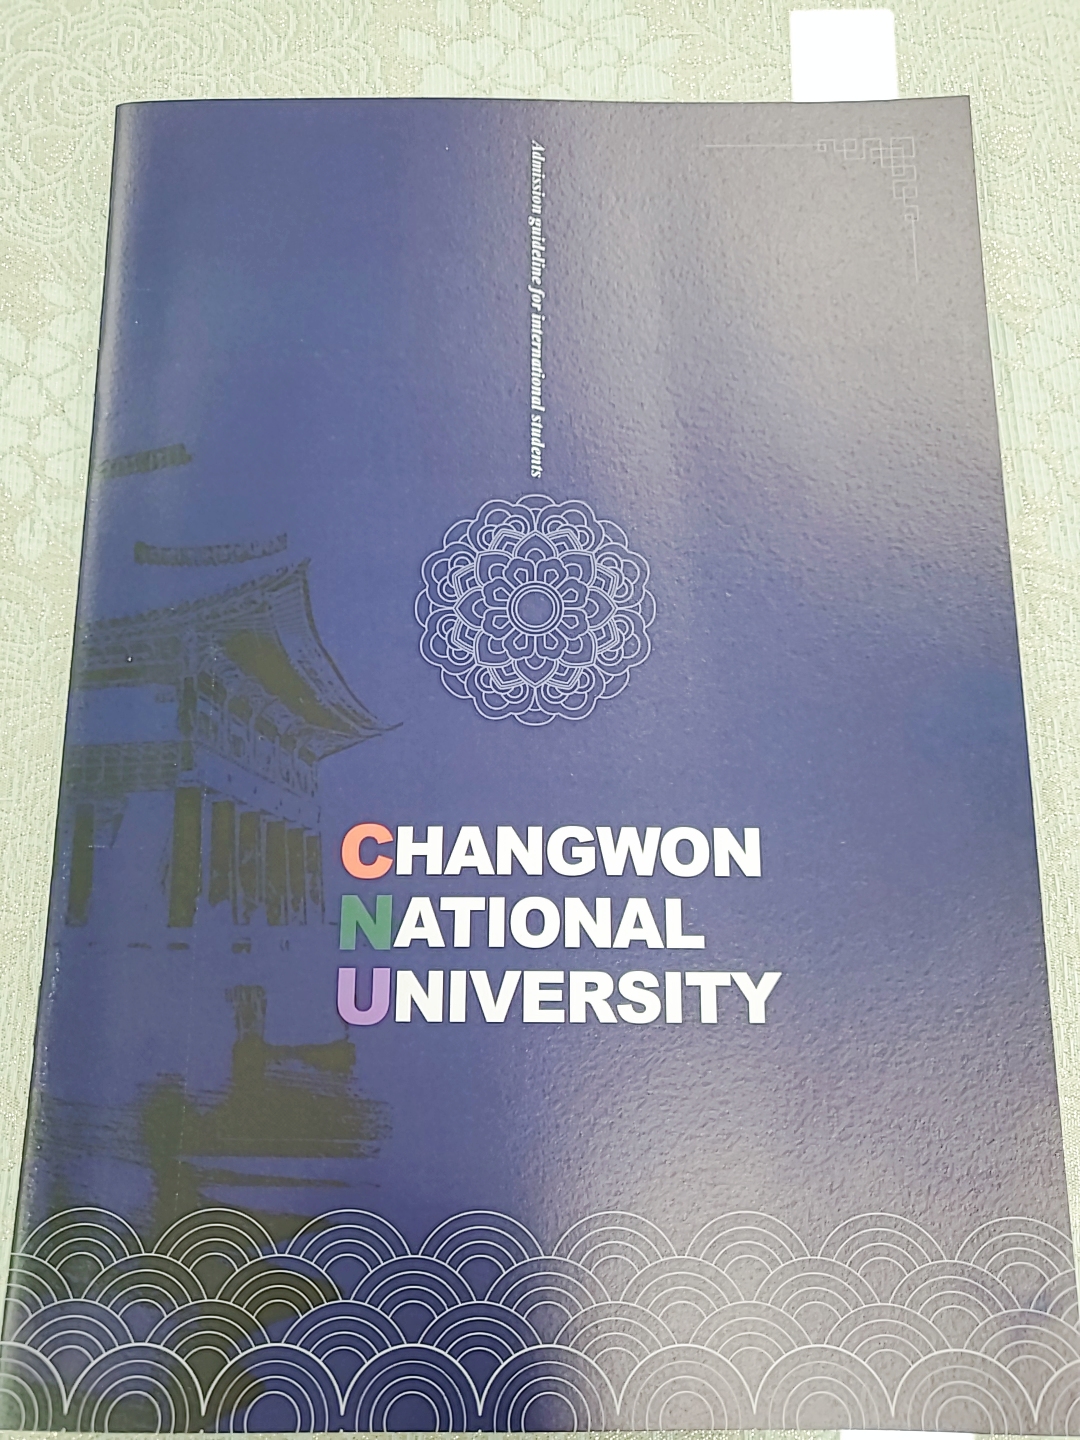 Admission guideline for international students
CHANGWON
NATIONAL
UNIVERSITY